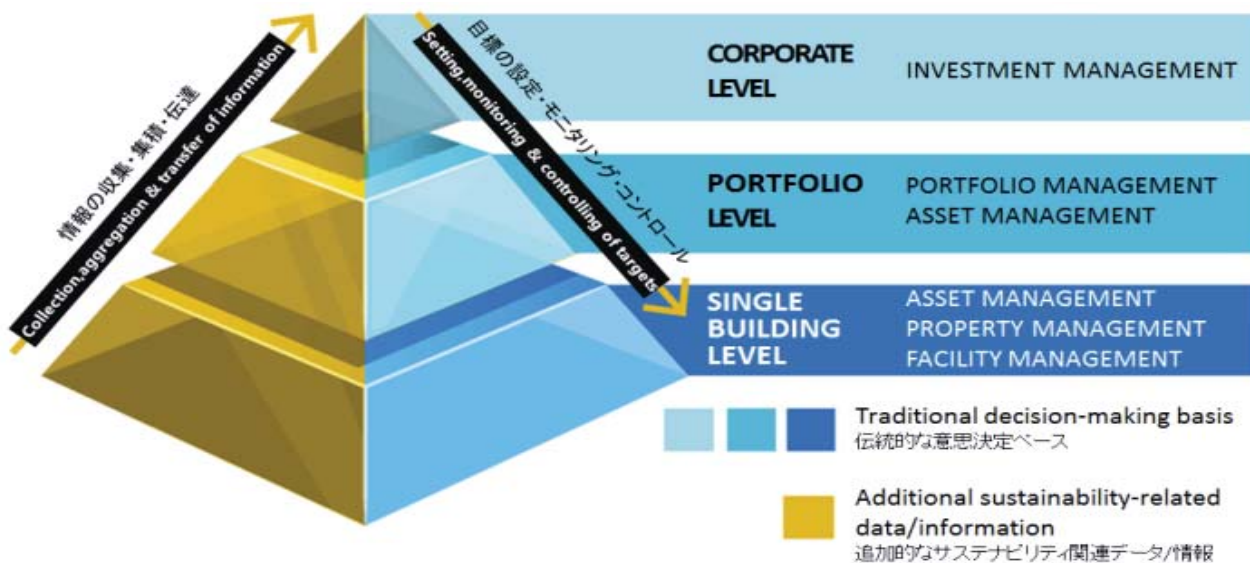 情報の収集・集積・伝達
Collection,aggregation & transfer of information
目標の設定・モニタリング・コントロール
Setting,monitoring & controlling of targets
CORPORATE
LEVEL
INVESTMENT MANAGEMENT
PORTFOLIO
LEVEL
PORTFOLIO MANAGEMENT
ASSET MANAGEMENT
SINGLE
BUILDING
LEVEL
ASSET MANAGEMENT
PROPERTY MANAGEMENT
FACILITY MANAGEMENT
Traditional decision-making basis
伝統的な意思決定ベース
Additional sustainability-related
data/information
追加的なサステナビリティ関連データ/情報